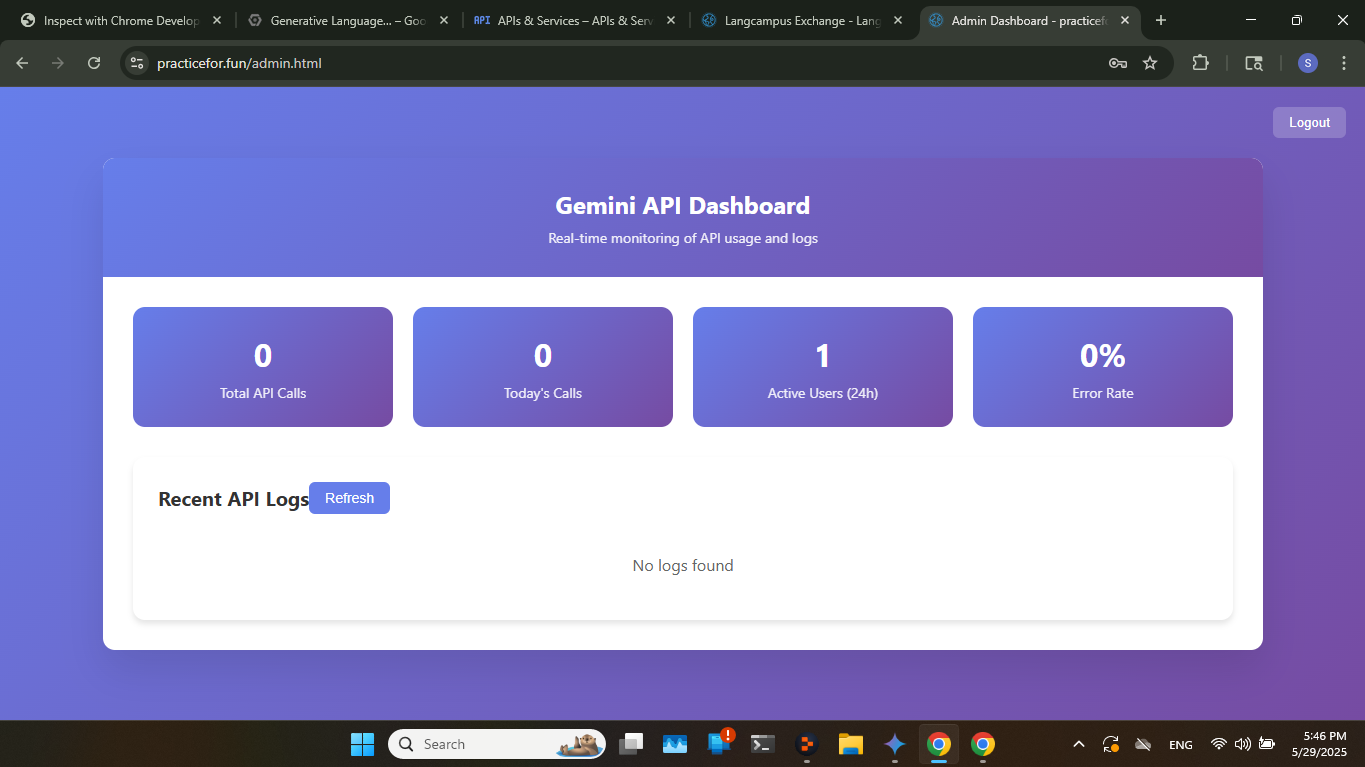 Inspect with Chrome Develop
Generative Language... – Goo
API APIs & Services – APIs & Serv
Langcampus Exchange - Lang
Admin Dashboard - practicefo
practicefor.fun/admin.html
S
Logout
Gemini API Dashboard
Real-time monitoring of API usage and logs
0
Total API Calls
0
Today's Calls
1
Active Users (24h)
0%
Error Rate
Recent API Logs
Refresh
No logs found
Search
ENG
5:46 PM
5/29/2025